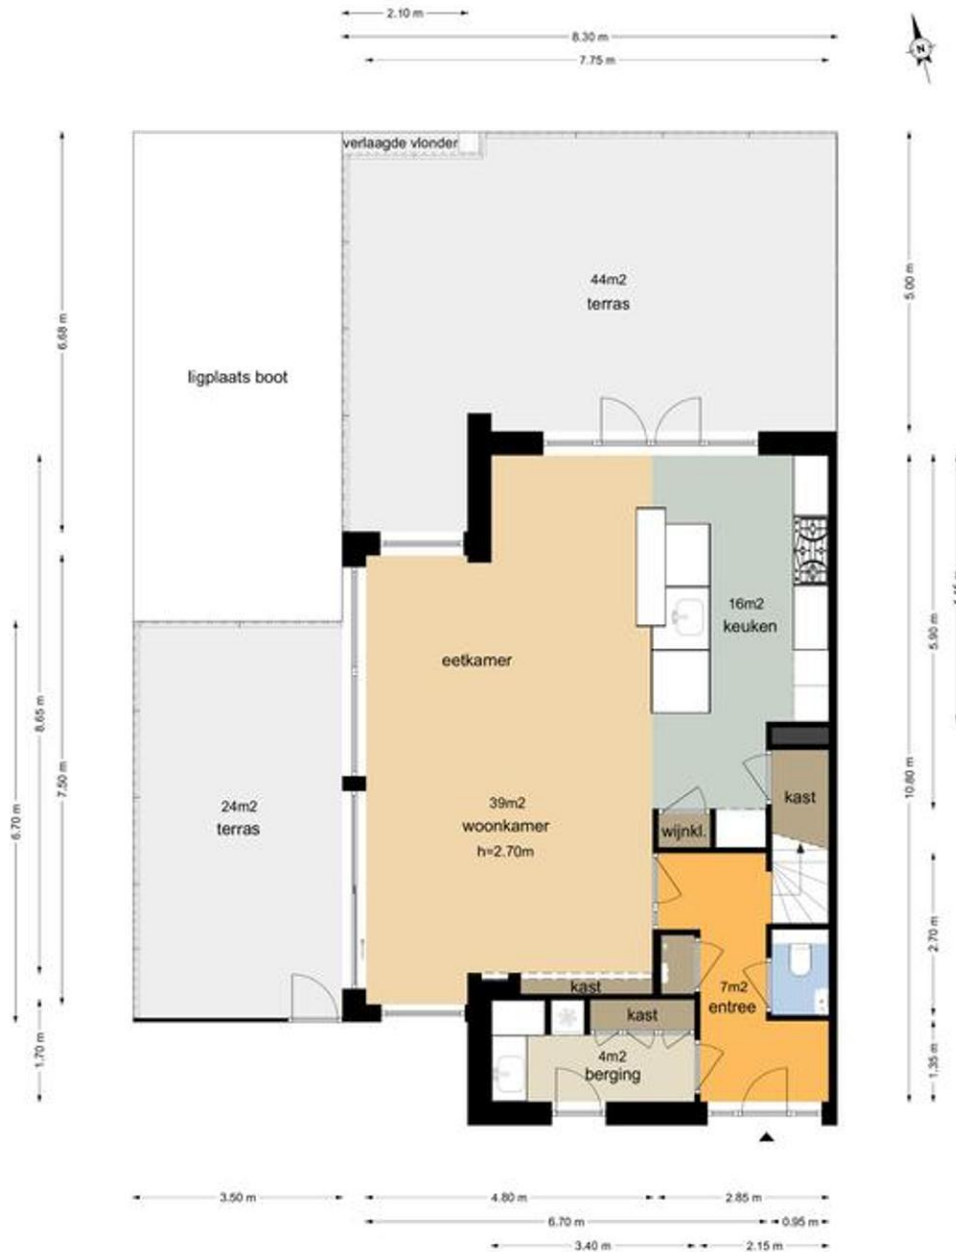 2.10 m
8.30 m
7.75 m
N
verlaagde vlonder
44m2
terras
5.00 m
6.68 m
ligplaats boot
16m2
keuken
eetkamer
5.90 m
8.65 m
7.50 m
10.80 m
6.70 m
24m2
terras
39m2
woonkamer
h=2.70m
kast
wijnkl.
2.70 m
kast
7m2
entree
kast
4m2
berging
1.70 m
1.35 m
3.50 m
4.80 m
2.85 m
6.70 m
0.95 m
3.40 m
2.15 m